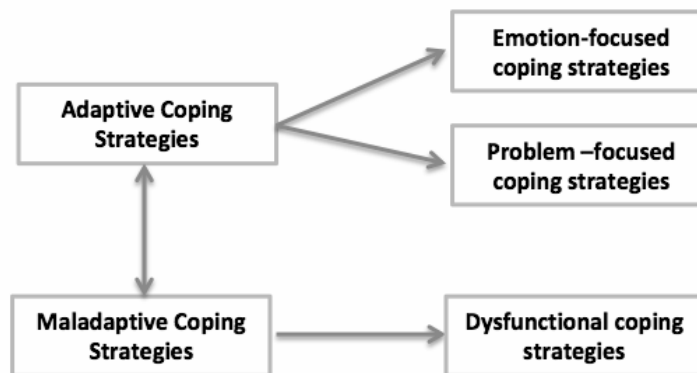 Emotion-focused
coping strategies
Adaptive Coping
Strategies
Problem –focused
coping strategies
Maladaptive Coping
Strategies
Dysfunctional coping
strategies